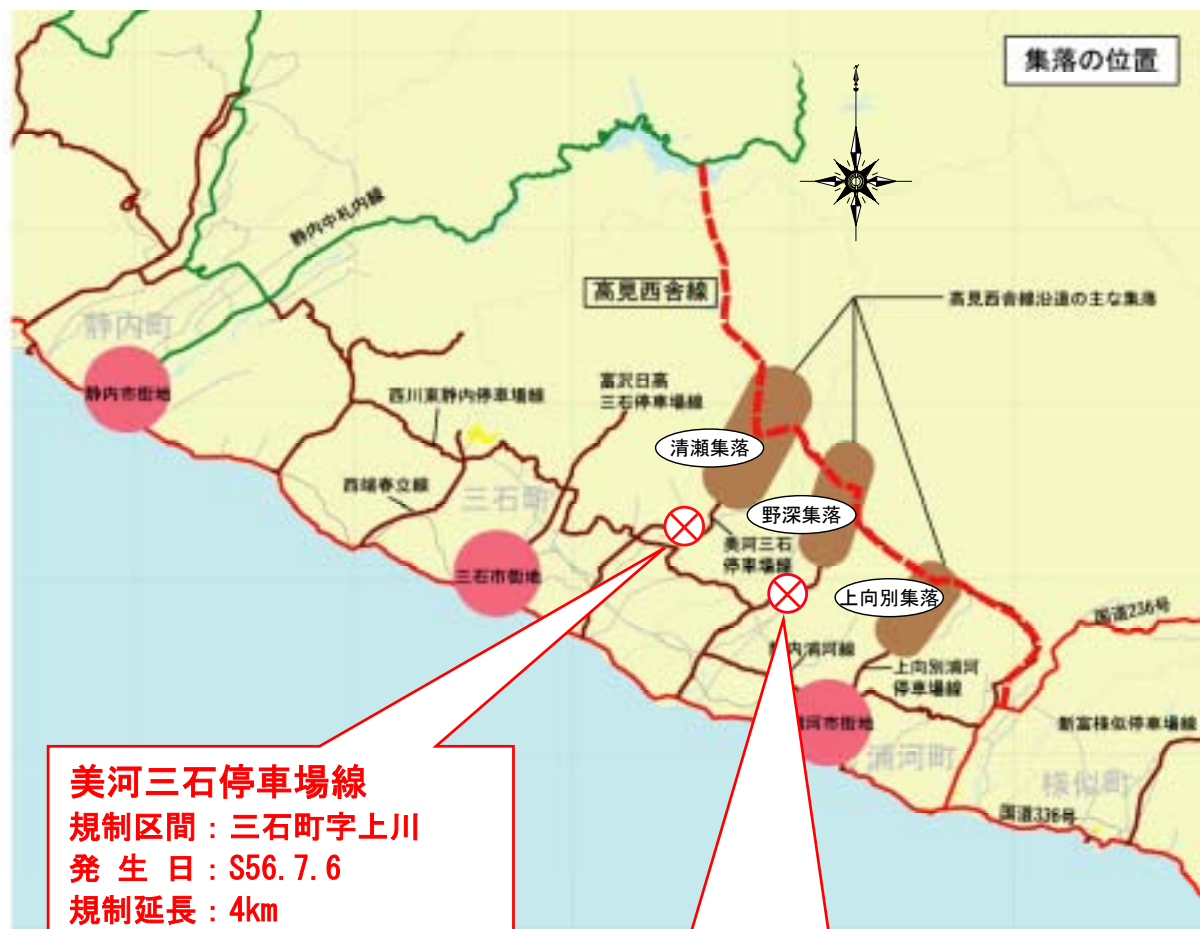 集落の位置
静内中札内線
高見西舎線
高見西舎線沿道の主な集落
静内町
静内市街地
西川東静内停車場線
富沢日高
三石停車場線
清瀬集落
西端春立線
三石町
野深集落
美河三石
停車場線
三石市街地
上向別集落
国道236号
内浦河線
上向別浦河
停車場線
河市街地
新富様似停車場線
浦河町
様似町
国道336号
美河三石停車場線
規制区間：三石町字上川
発 生 日：S56.7.6
規制延長：4km